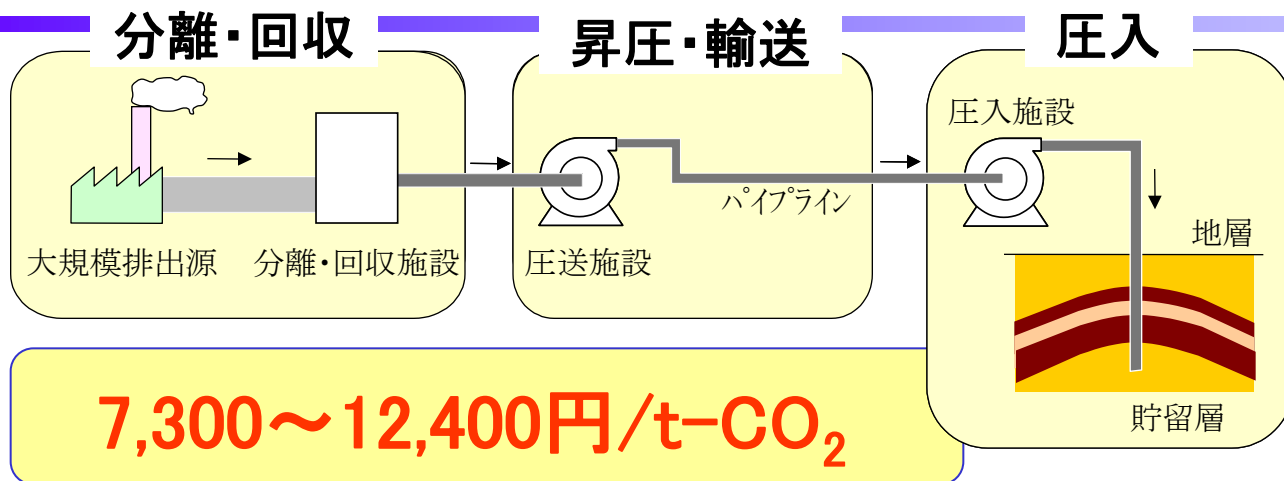 分離・回収
昇圧・輸送
圧入
大規模排出源
分離・回収施設
圧送施設
パイプライン
圧入施設
地層
貯留層
7,300～12,400円/t-CO₂